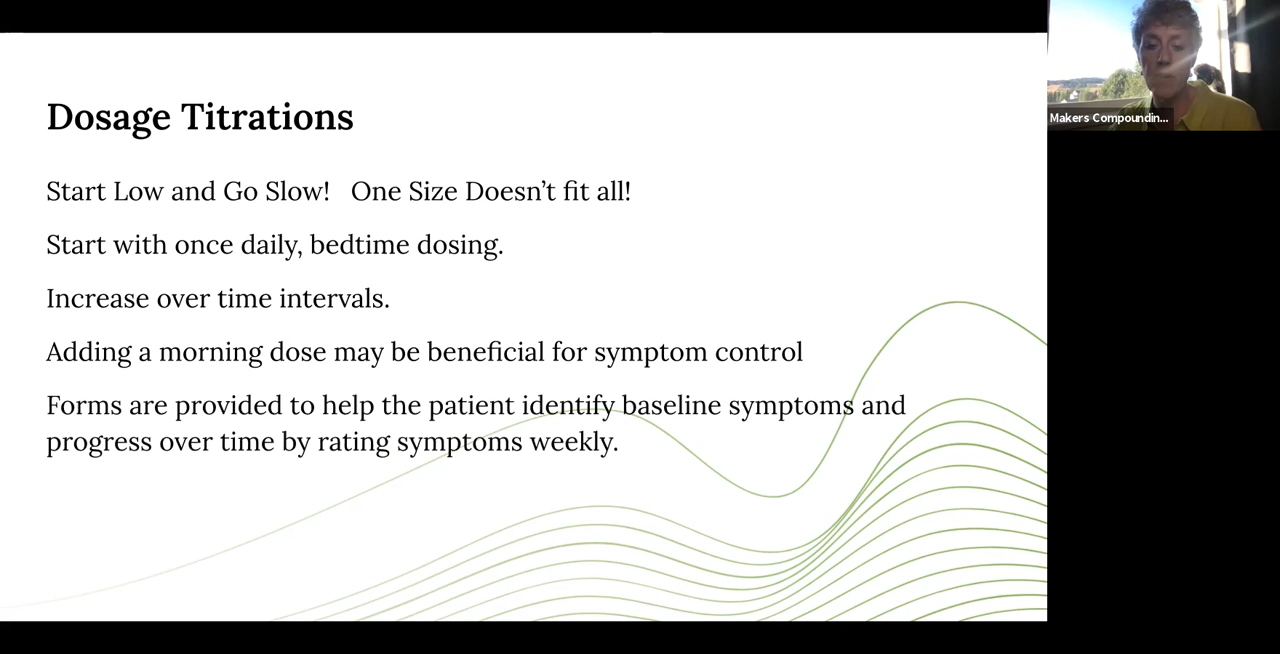 Dosage Titrations
Start Low and Go Slow!   One Size Doesn’t fit all!
Start with once daily, bedtime dosing.
Increase over time intervals.
Adding a morning dose may be beneficial for symptom control
Forms are provided to help the patient identify baseline symptoms and
progress over time by rating symptoms weekly.
Makers Compoundin...